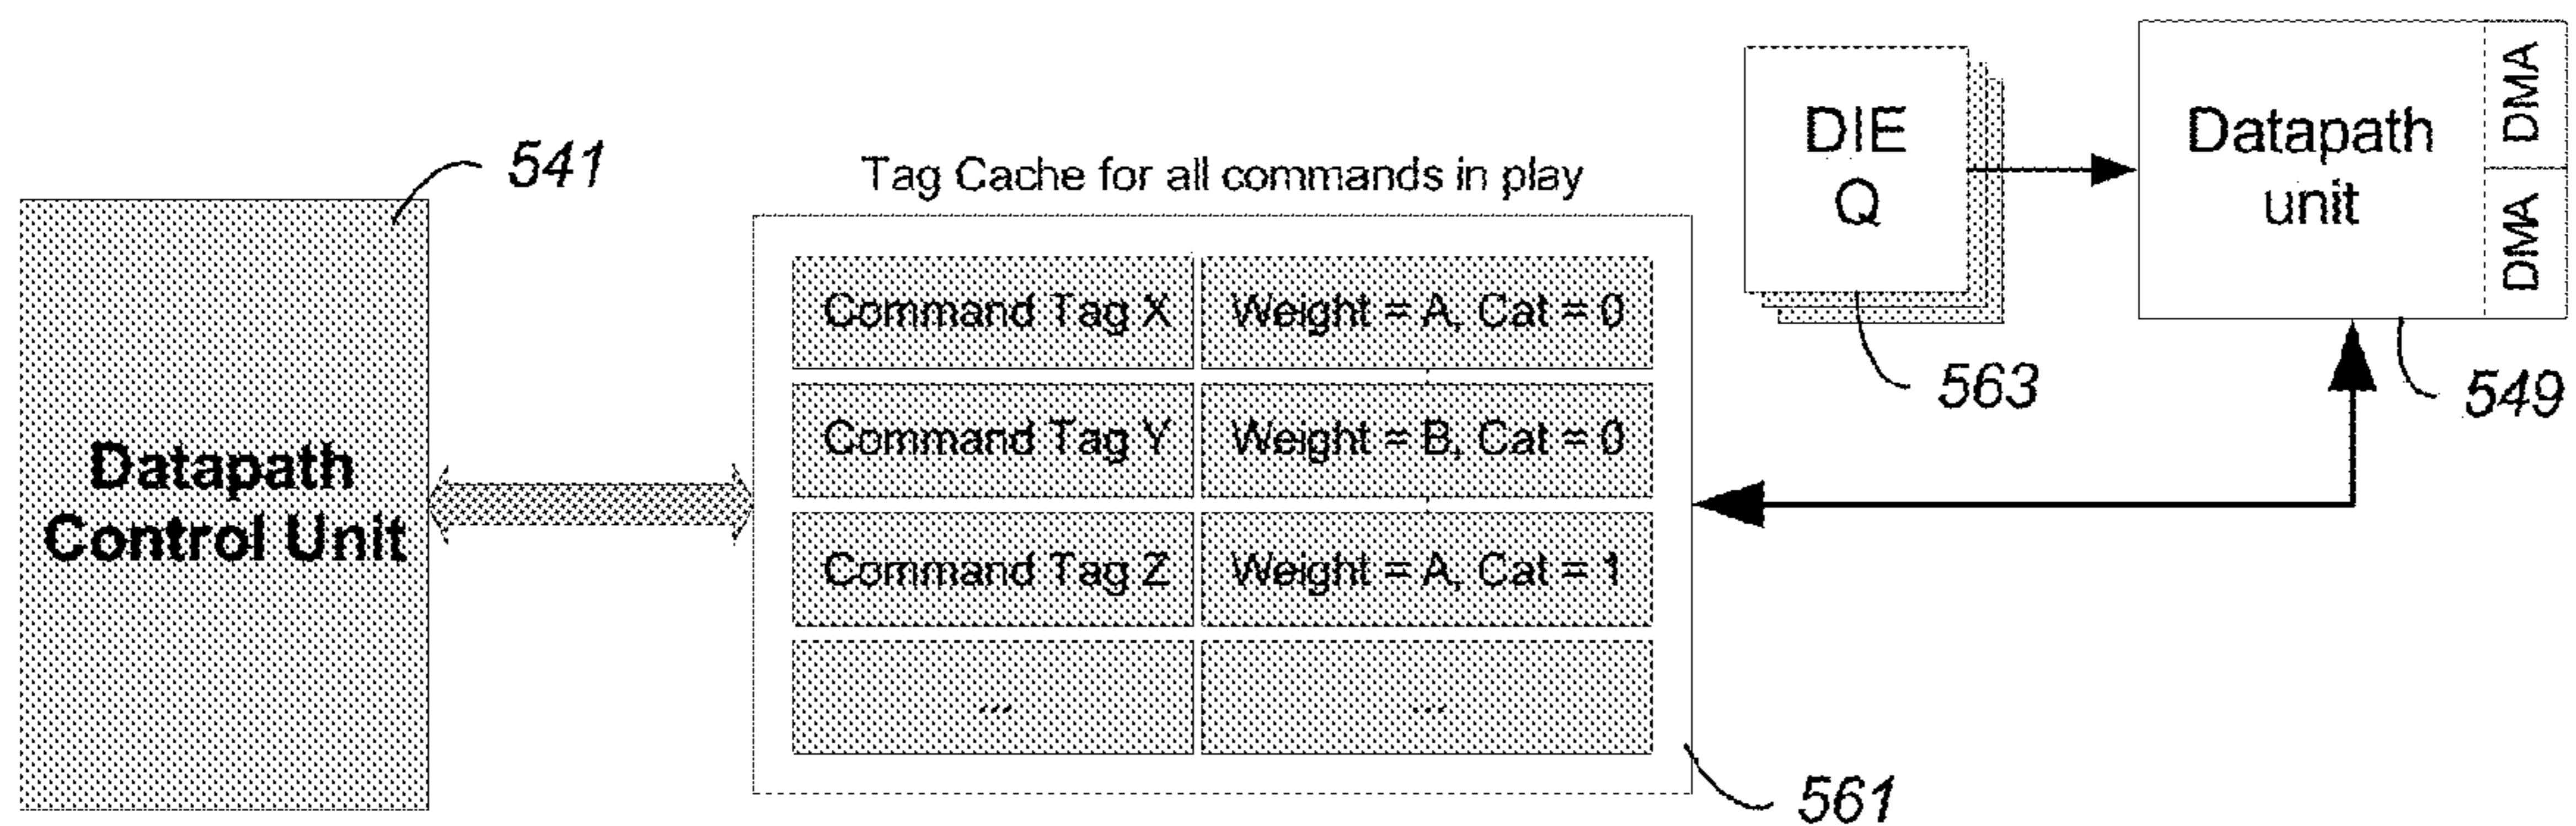 541
Datapath
Control Unit
Tag Cache for all commands in play
Command Tag X Weight = A, Cat = 0
Command Tag Y Weight = B, Cat = 0
Command Tag Z Weight = A, Cat = 1
... ...
561
DIE
Q
563
Datapath
unit
DMA
DMA
549